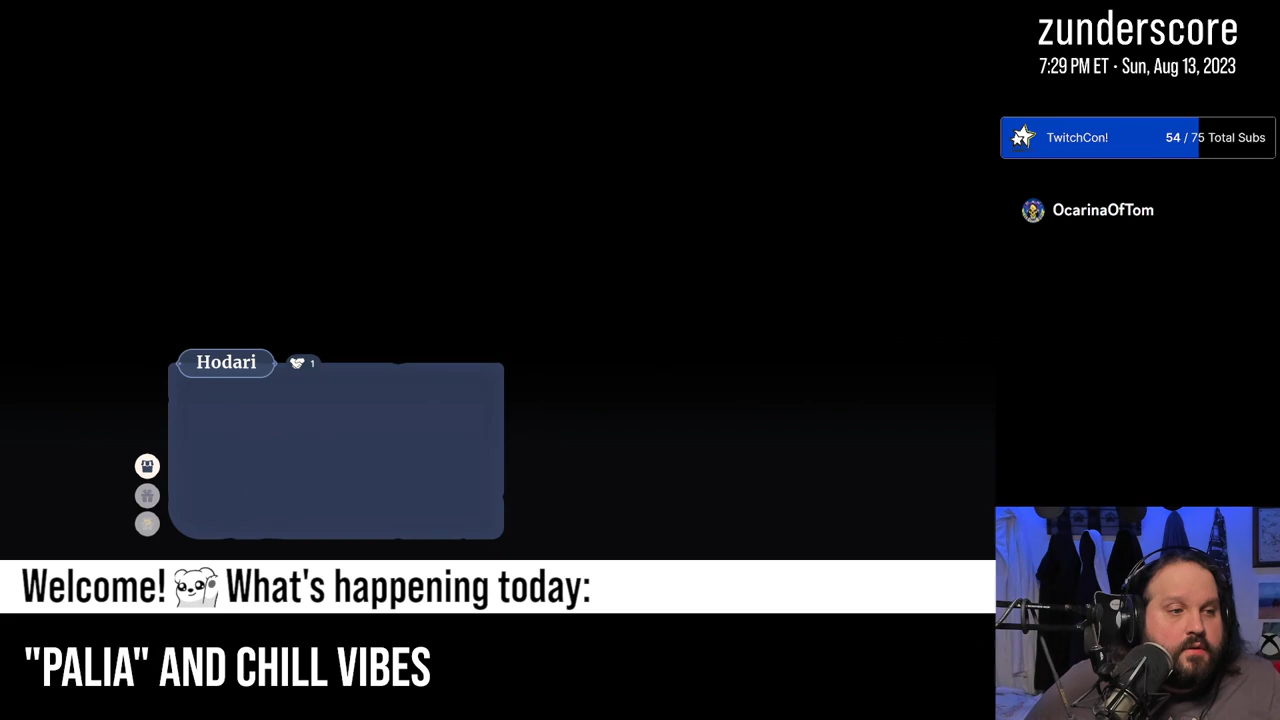 zunderscore
7:29 PM ET · Sun, Aug 13, 2023
TwitchCon! 54 / 75 Total Subs
OcarinaOfTom
Hodari 1
Welcome! What's happening today:
"PALIA" AND CHILL VIBES